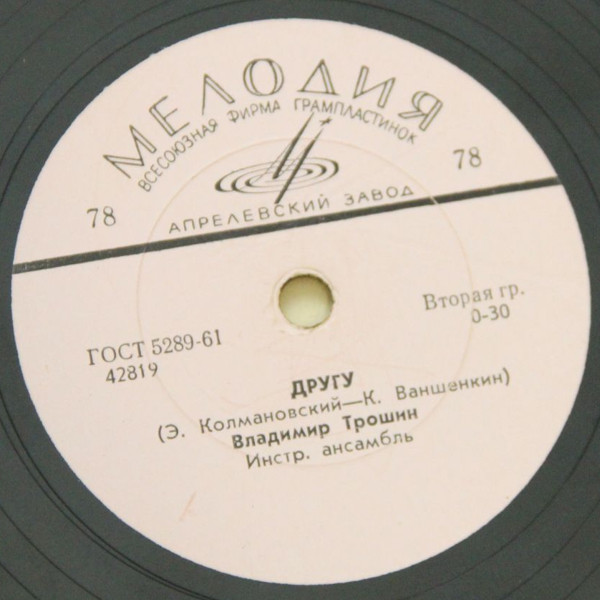 МЕЛОДИЯ
ВСЕСОЮЗНАЯ ФИРМА ГРАМПЛАСТИНОК
78
78
АПРЕЛЕВСКИЙ ЗАВОД
ГОСТ 5289-61
42819
Вторая гр.
0-30
ДРУГУ
(Э. Колмановский—К. Ваншенкин)
Владимир Трошин
Инстр. ансамбль